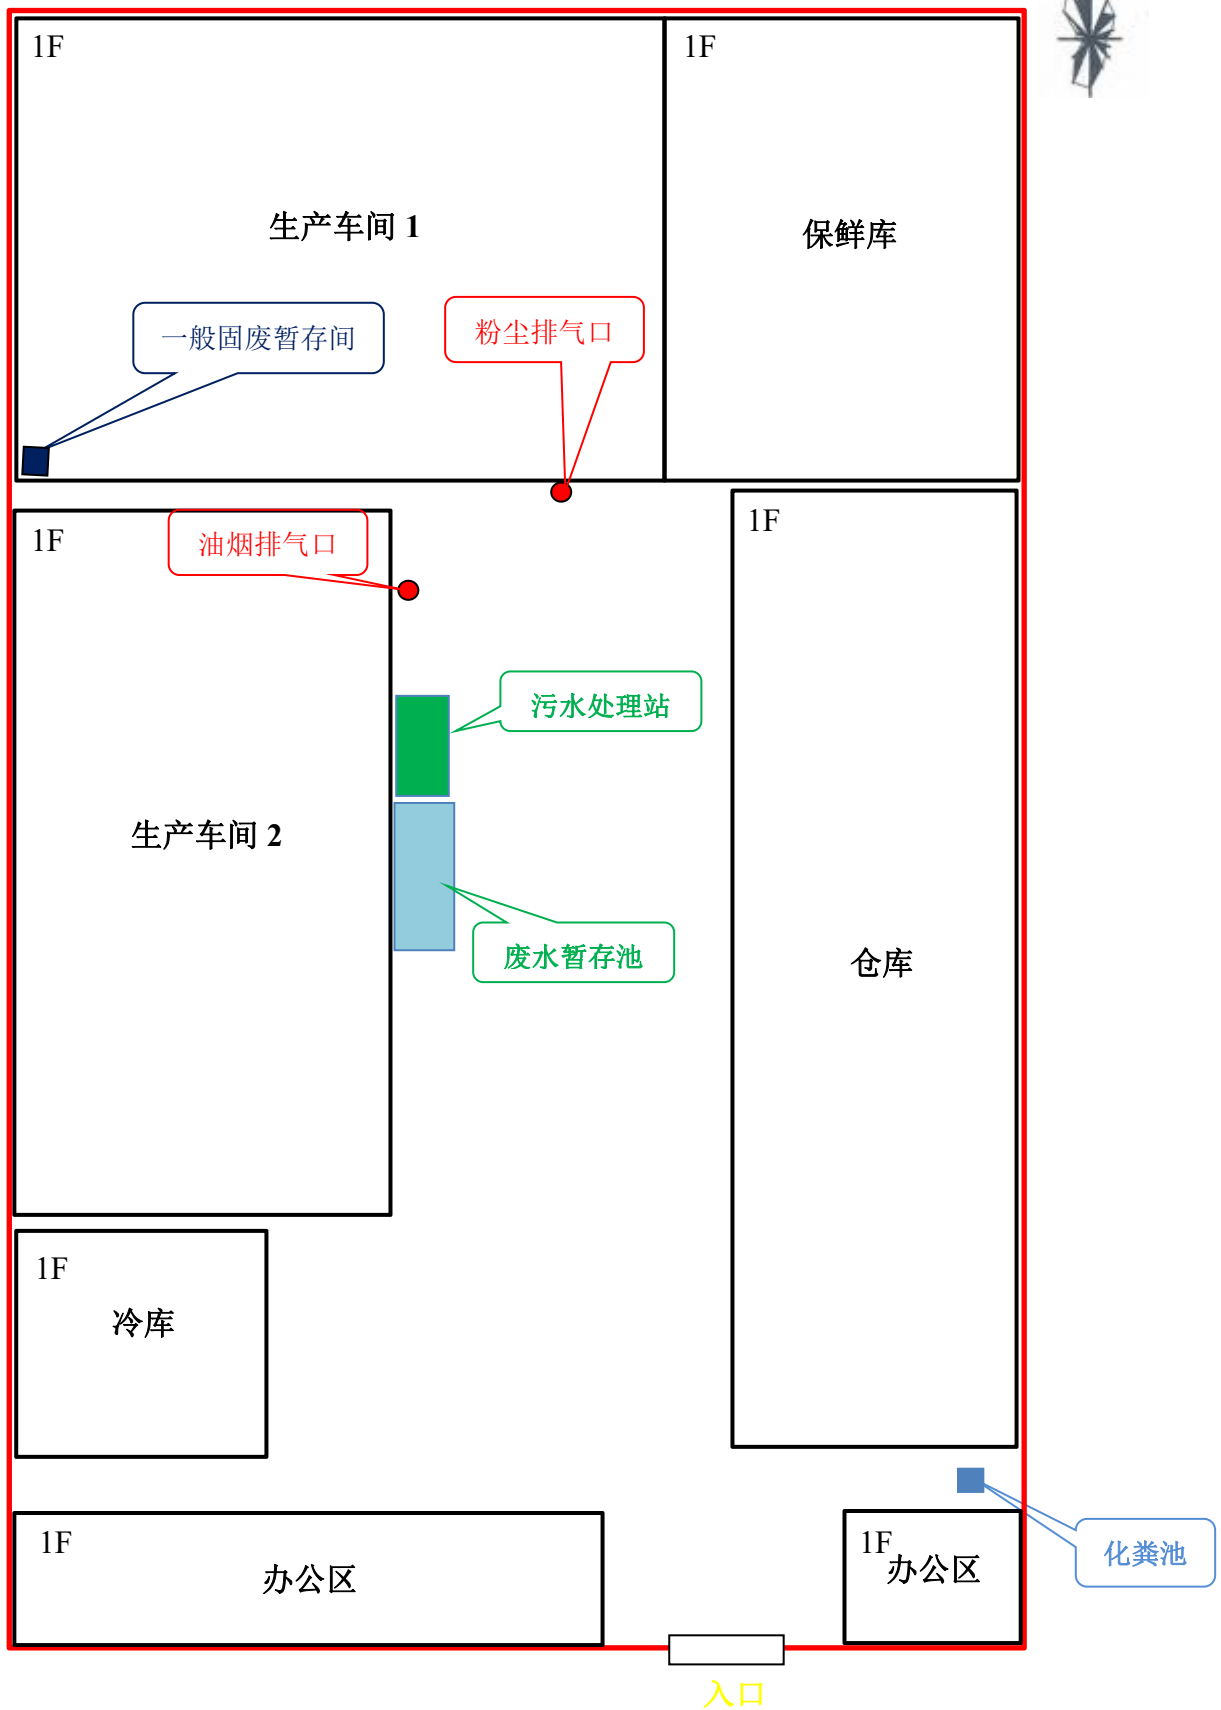 1F
1F
生产车间 1
保鲜库
一般固废暂存间
粉尘排气口
1F
1F
油烟排气口
污水处理站
生产车间 2
废水暂存池
仓库
1F
冷库
1F
办公区
1F
办公区
化粪池
入口